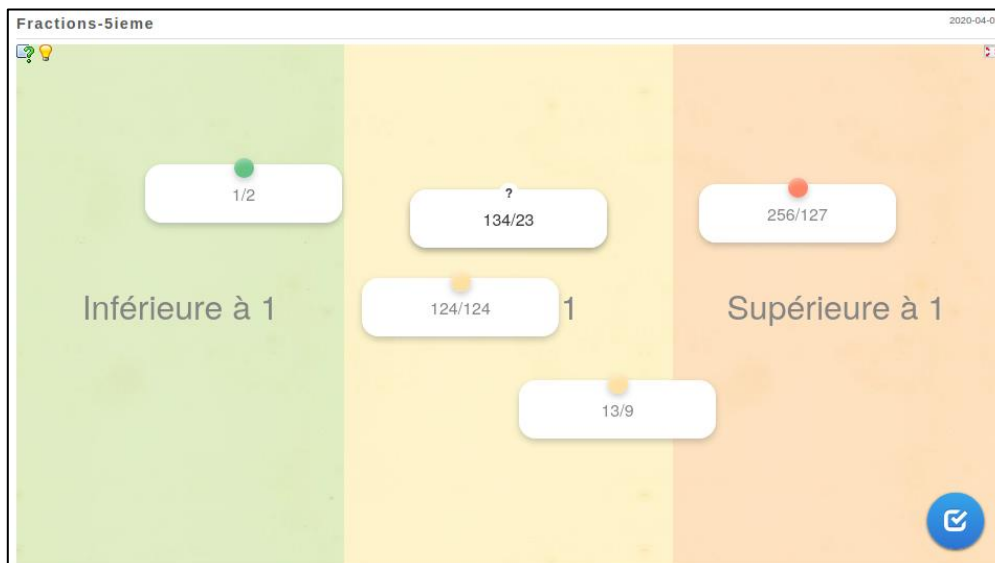 Fractions-5ieme
2020-04-0
1/2
?
134/23
256/127
124/124
Inférieure à 1
1
Supérieure à 1
13/9